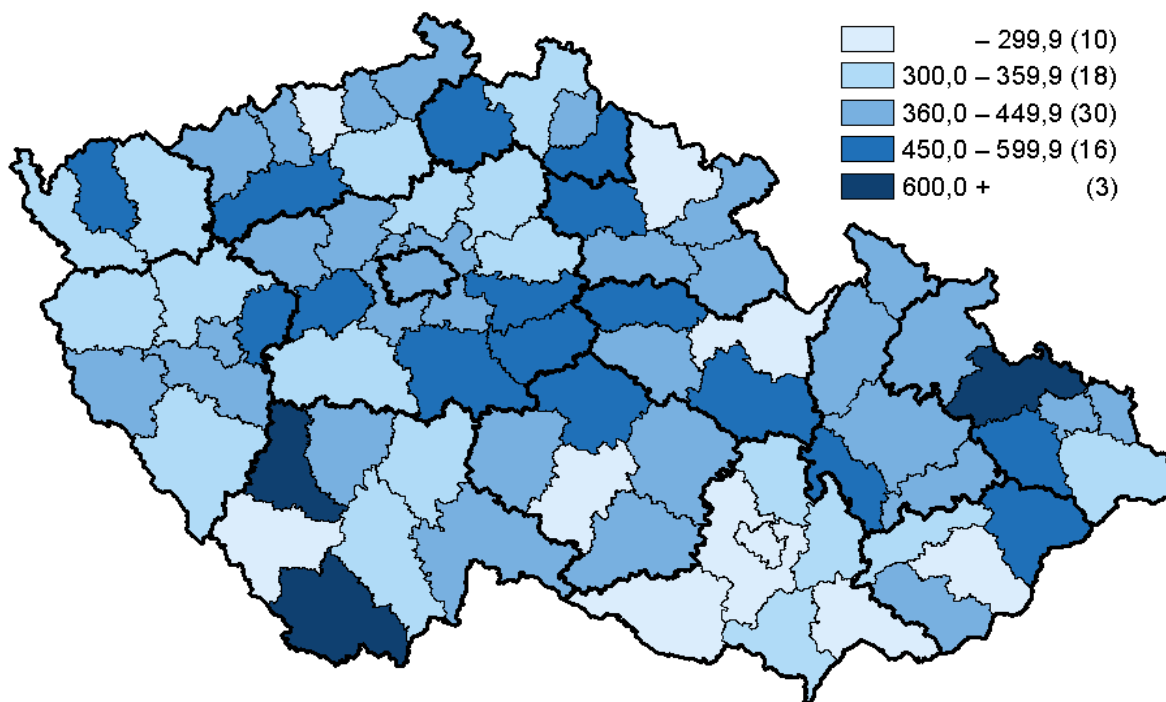 – 299,9 (10)
300,0 – 359,9 (18)
360,0 – 449,9 (30)
450,0 – 599,9 (16)
600,0 + (3)